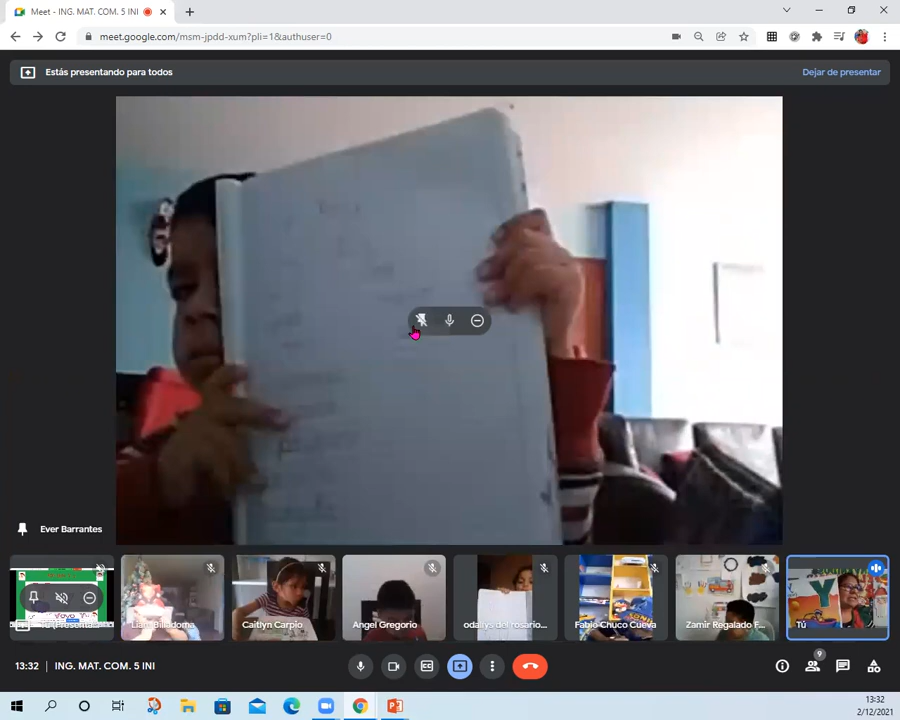 Meet - ING. MAT. COM. 5 INI
meet.google.com/msm-jpdd-xum?pli=1&authuser=0
Estás presentando para todos
Dejar de presentar
Ever Barrantes
Caitlyn Carpio
Angel Gregorio
odaltys del rosario...
Fabio Chuco Cueva
Zamir Regalado F...
Tú
Y
13:32
ING. MAT. COM. 5 INI
9
13:32
2/12/2021